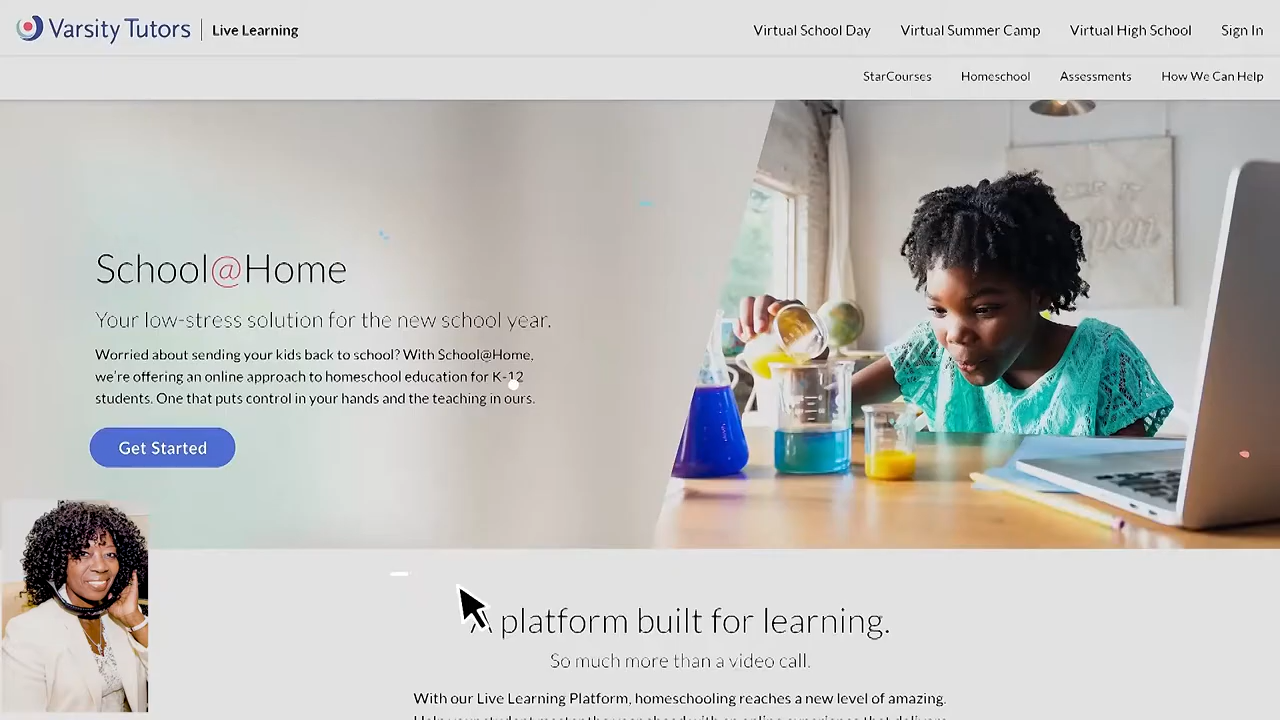 Varsity Tutors
Live Learning
Virtual School Day
Virtual Summer Camp
Virtual High School
Sign In
StarCourses
Homeschool
Assessments
How We Can Help
School@Home
Your low-stress solution for the new school year.
Worried about sending your kids back to school? With School@Home,
we're offering an online approach to homeschool education for K-12
students. One that puts control in your hands and the teaching in ours.
Get Started
A platform built for learning.
So much more than a video call.
With our Live Learning Platform, homeschooling reaches a new level of amazing.